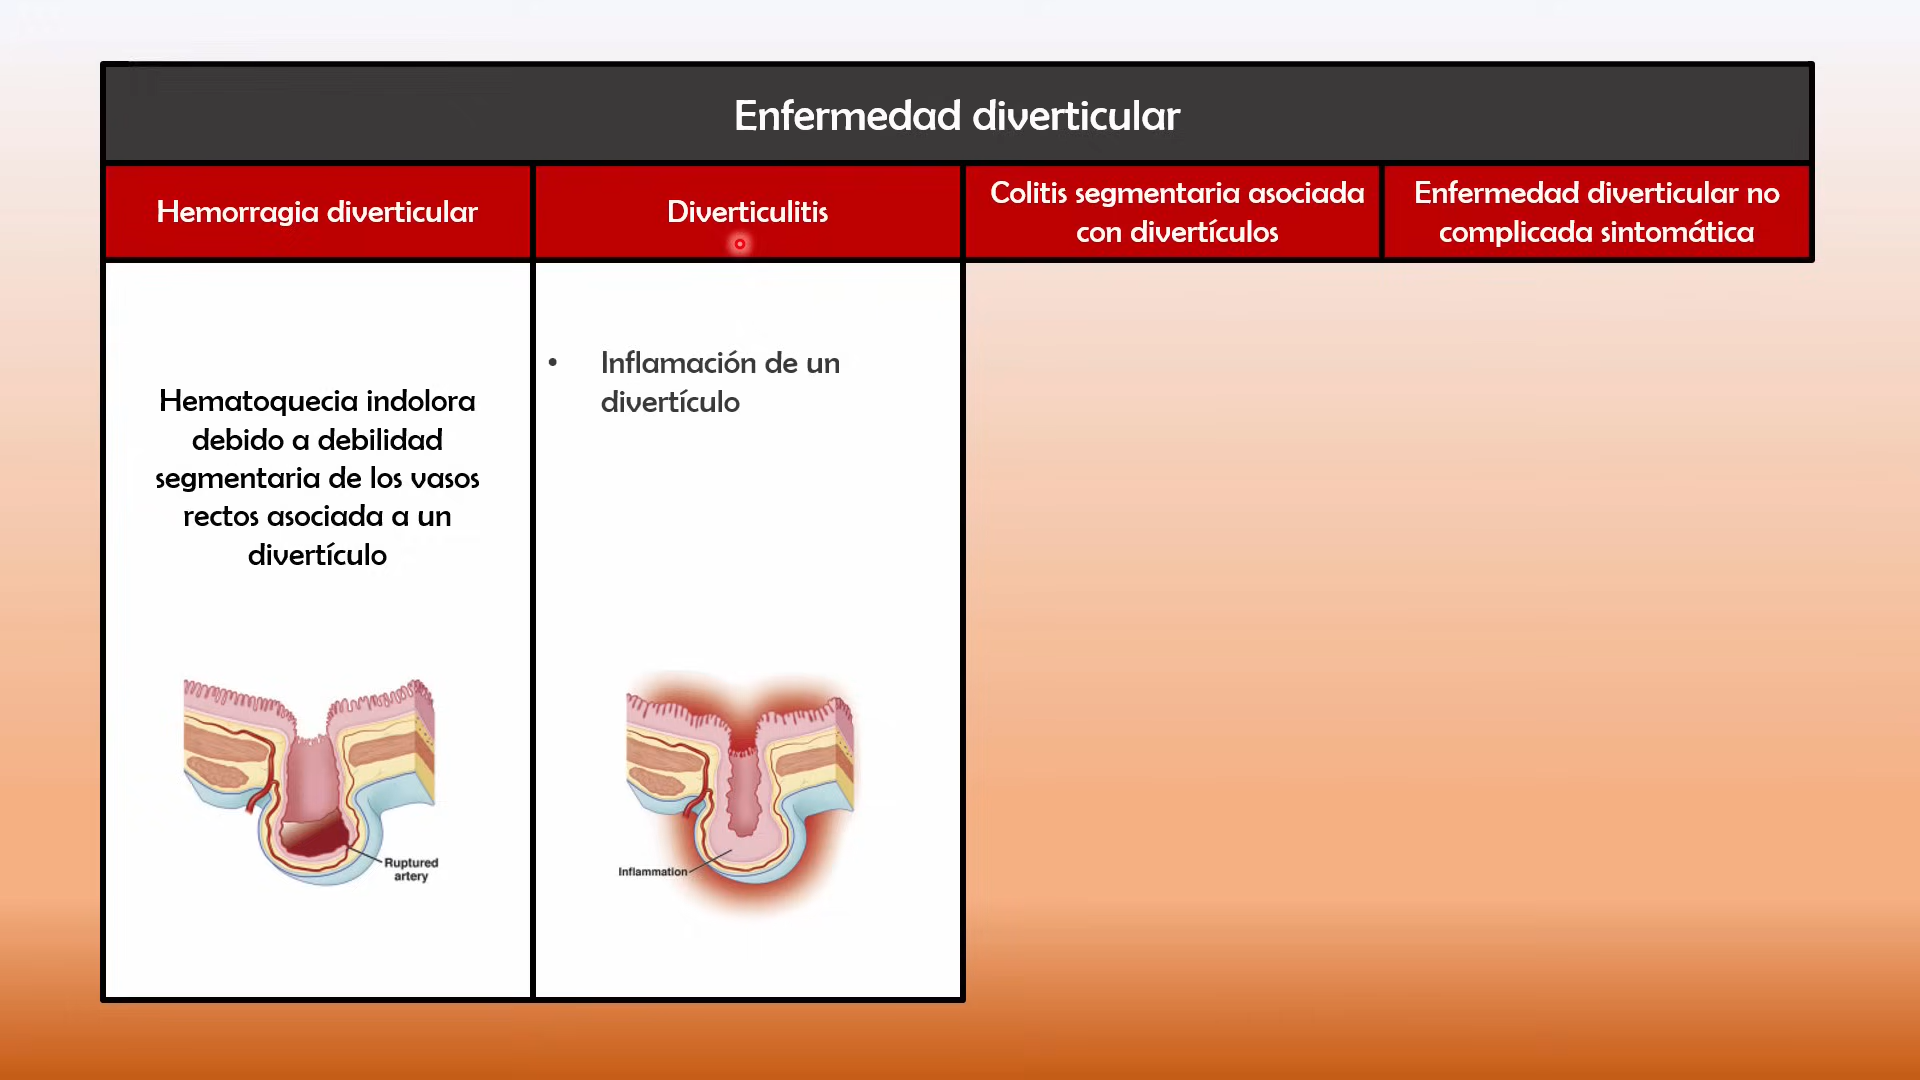 Enfermedad diverticular
Hemorragia diverticular
Diverticulitis
Colitis segmentaria asociada
con divertículos
Enfermedad diverticular no
complicada sintomática
Hematoquecia indolora
debido a debilidad
segmentaria de los vasos
rectos asociada a un
divertículo
• Inflamación de un
divertículo
Ruptured
artery
Inflammation